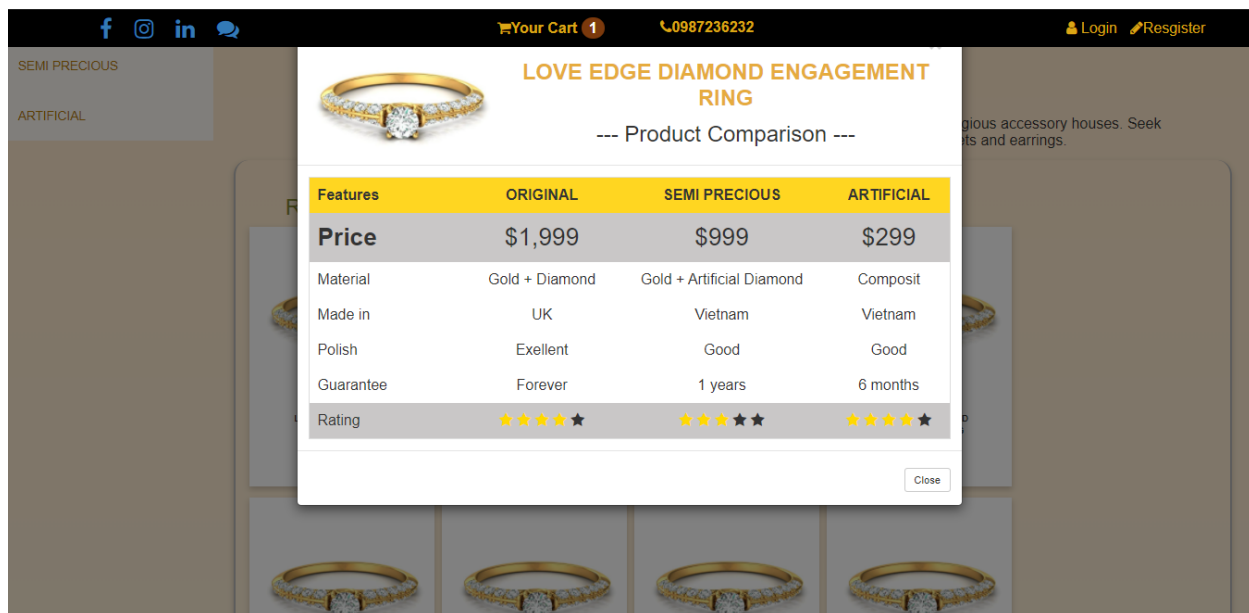 Your Cart 1
0987236232
Login Resgister
SEMI PRECIOUS
ARTIFICIAL
LOVE EDGE DIAMOND ENGAGEMENT
RING
--- Product Comparison ---
accessory houses. Seek
and earrings.
Features ORIGINAL SEMI PRECIOUS ARTIFICIAL
Price $1,999 $999 $299
Material Gold + Diamond Gold + Artificial Diamond Composit
Made in UK Vietnam Vietnam
Polish Exellent Good Good
Guarantee Forever 1 years 6 months
Rating
Close